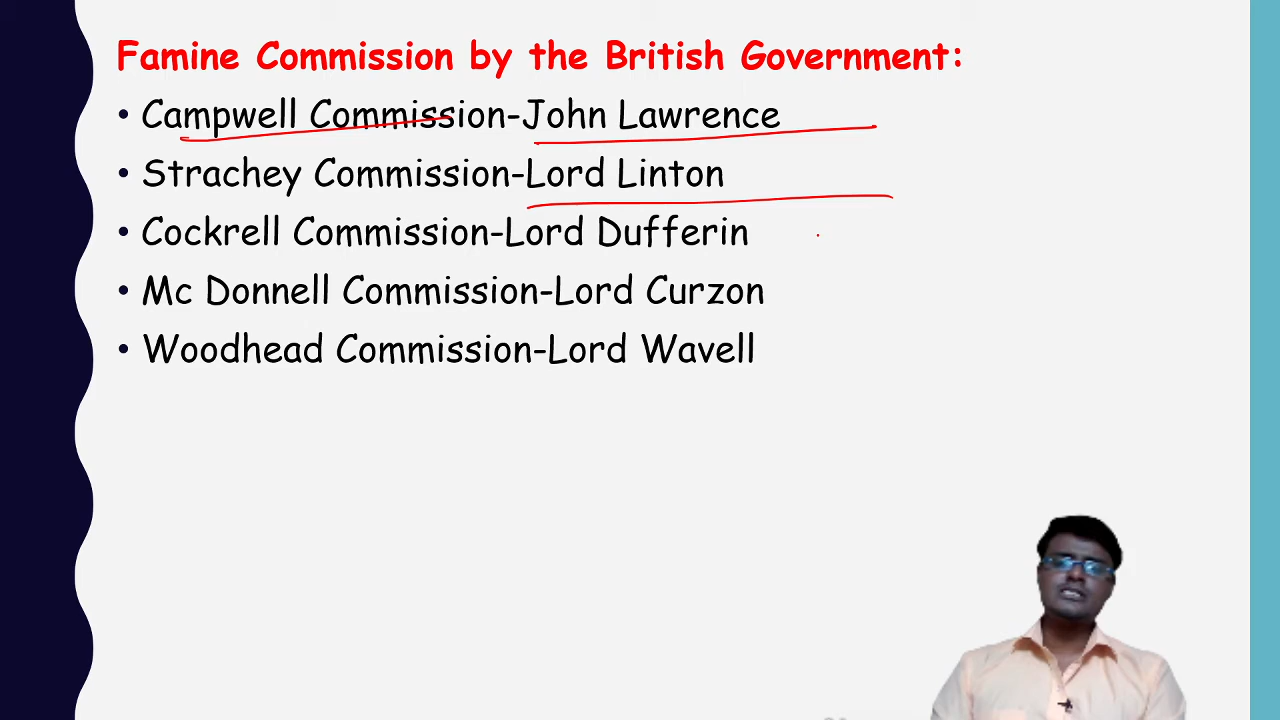 Famine Commission by the British Government:
• Campwell Commission-John Lawrence
• Strachey Commission-Lord Linton
• Cockrell Commission-Lord Dufferin
• Mc Donnell Commission-Lord Curzon
• Woodhead Commission-Lord Wavell